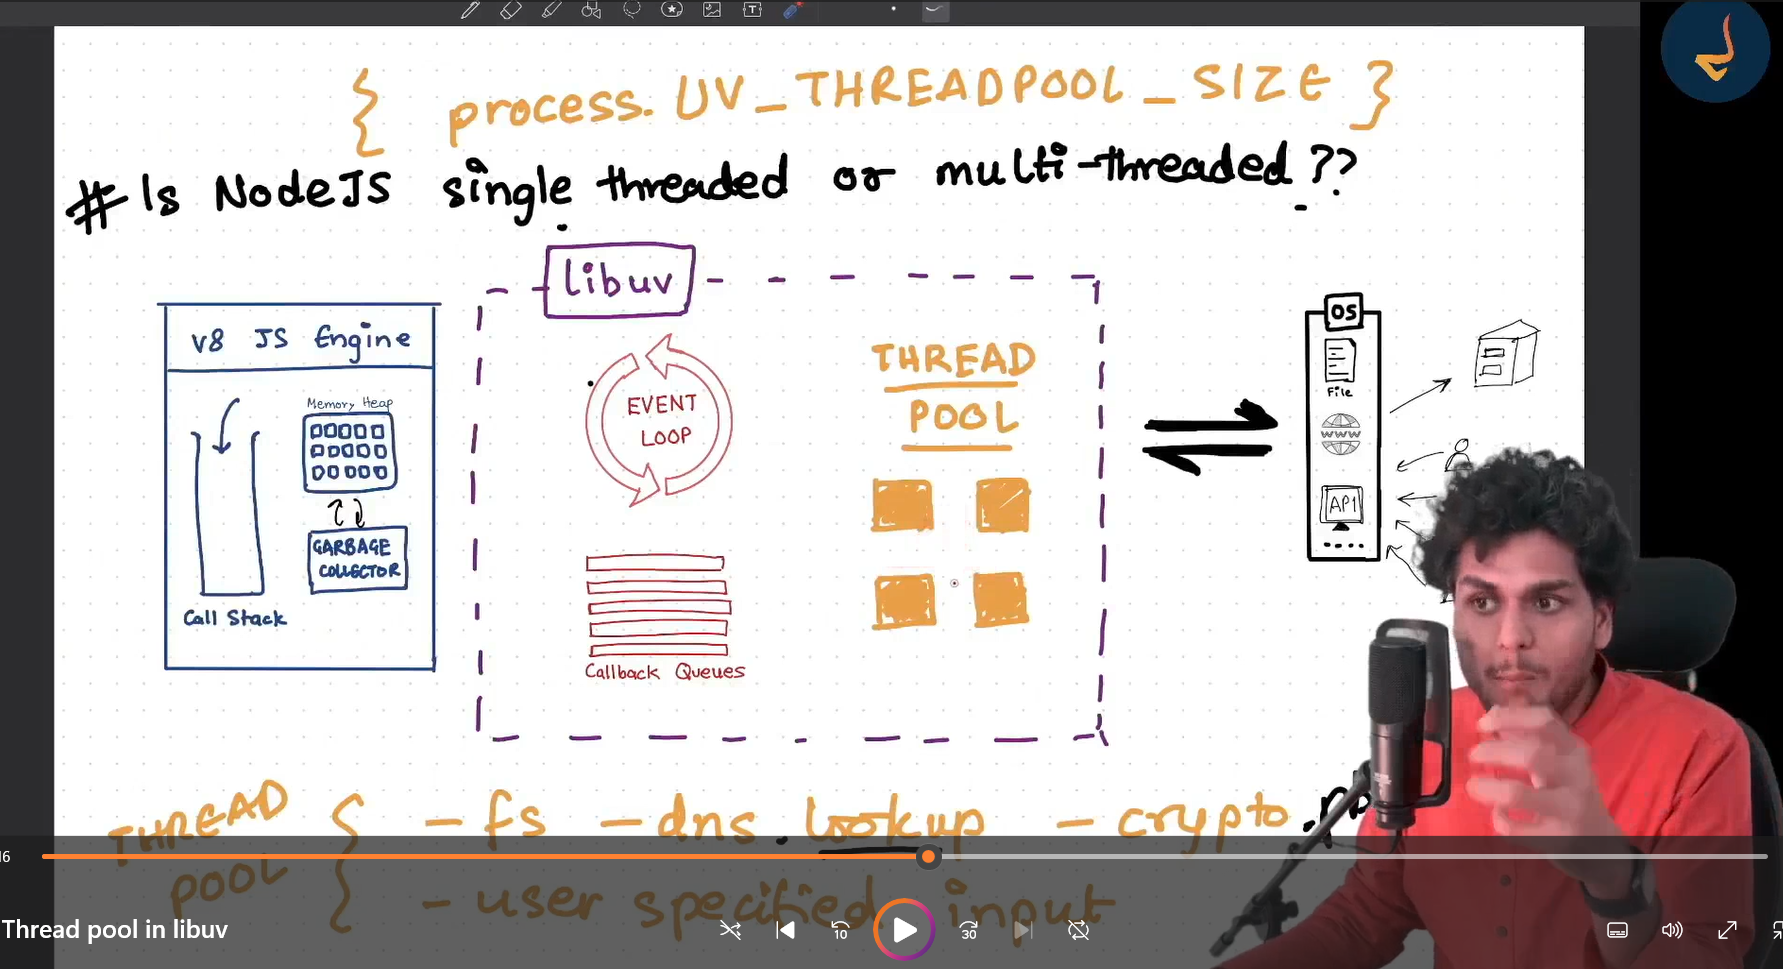 { process.UV_THREADPOOL_SIZE }
# Is NodeJS single threaded or multi-threaded ??
libuv
V8 JS Engine
Memory Heap
GARBAGE
COLLECTOR
Call Stack
EVENT
LOOP
Callback Queues
THREAD
POOL
OS
File
www
API
THREAD
POOL
{ - fs - dns.lookup - crypto.
- user specified input
16
Thread pool in libuv
10
30